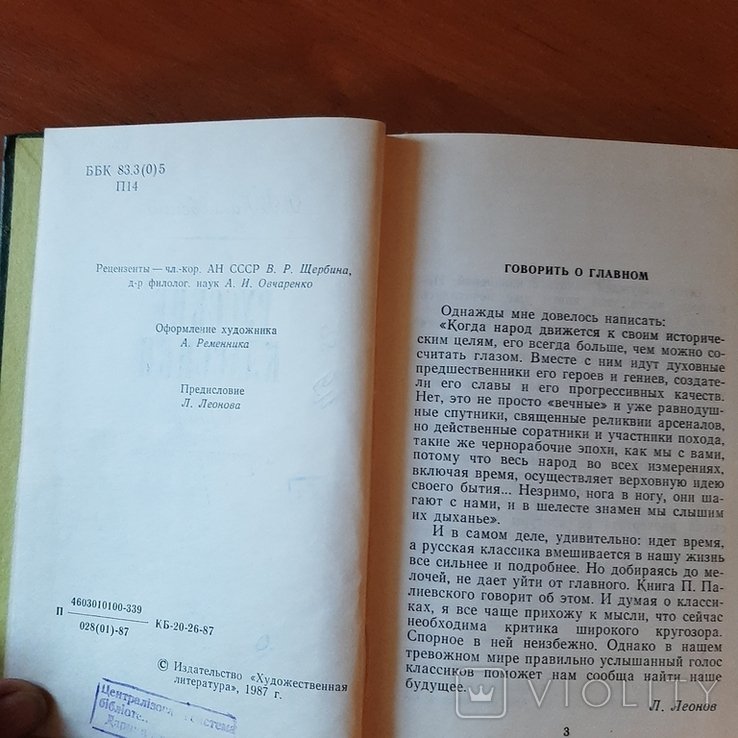 ББК 83.3(0)5
П14
Рецензенты — чл.-кор. АН СССР В. Р. Щербина,
д-р филолог. наук А. И. Овчаренко
Оформление художника
А. Ременника
Предисловие
Л. Леонова
П 4603010100-339
028(01)-87 КБ-20-26-87
© Издательство «Художественная
литература», 1987 г.
Централізова система
бібліоте
Дарни
ГОВОРИТЬ О ГЛАВНОМ
Однажды мне довелось написать:
«Когда народ движется к своим историче-
ским целям, его всегда больше, чем можно со-
считать глазом. Вместе с ним идут духовные
предшественники его героев и гениев, создате-
ли его славы и его прогрессивных качеств.
Нет, это не просто «вечные» и уже равнодуш-
ные спутники, священные реликвии арсеналов,
но действенные соратники и участники похода,
такие же чернорабочие эпохи, как мы с вами,
потому что весь народ во всех измерениях,
включая время, осуществляет верховную идею
своего бытия... Незримо, нога в ногу, они ша-
гают с нами, и в шелесте знамен мы слышим
их дыханье».
И в самом деле, удивительно: идет время,
а русская классика вмешивается в нашу жизнь
все сильнее и подробнее. Но добираясь до ме-
лочей, не дает уйти от главного. Книга П. Па-
лиевского говорит об этом. И думая о класси-
ках, я все чаще прихожу к мысли, что сейчас
необходима критика широкого кругозора.
Спорное в ней неизбежно. Однако в нашем
тревожном мире правильно услышанный голос
классиков поможет нам сообща найти наше
будущее.
Л. Леонов
3
VIOLITY